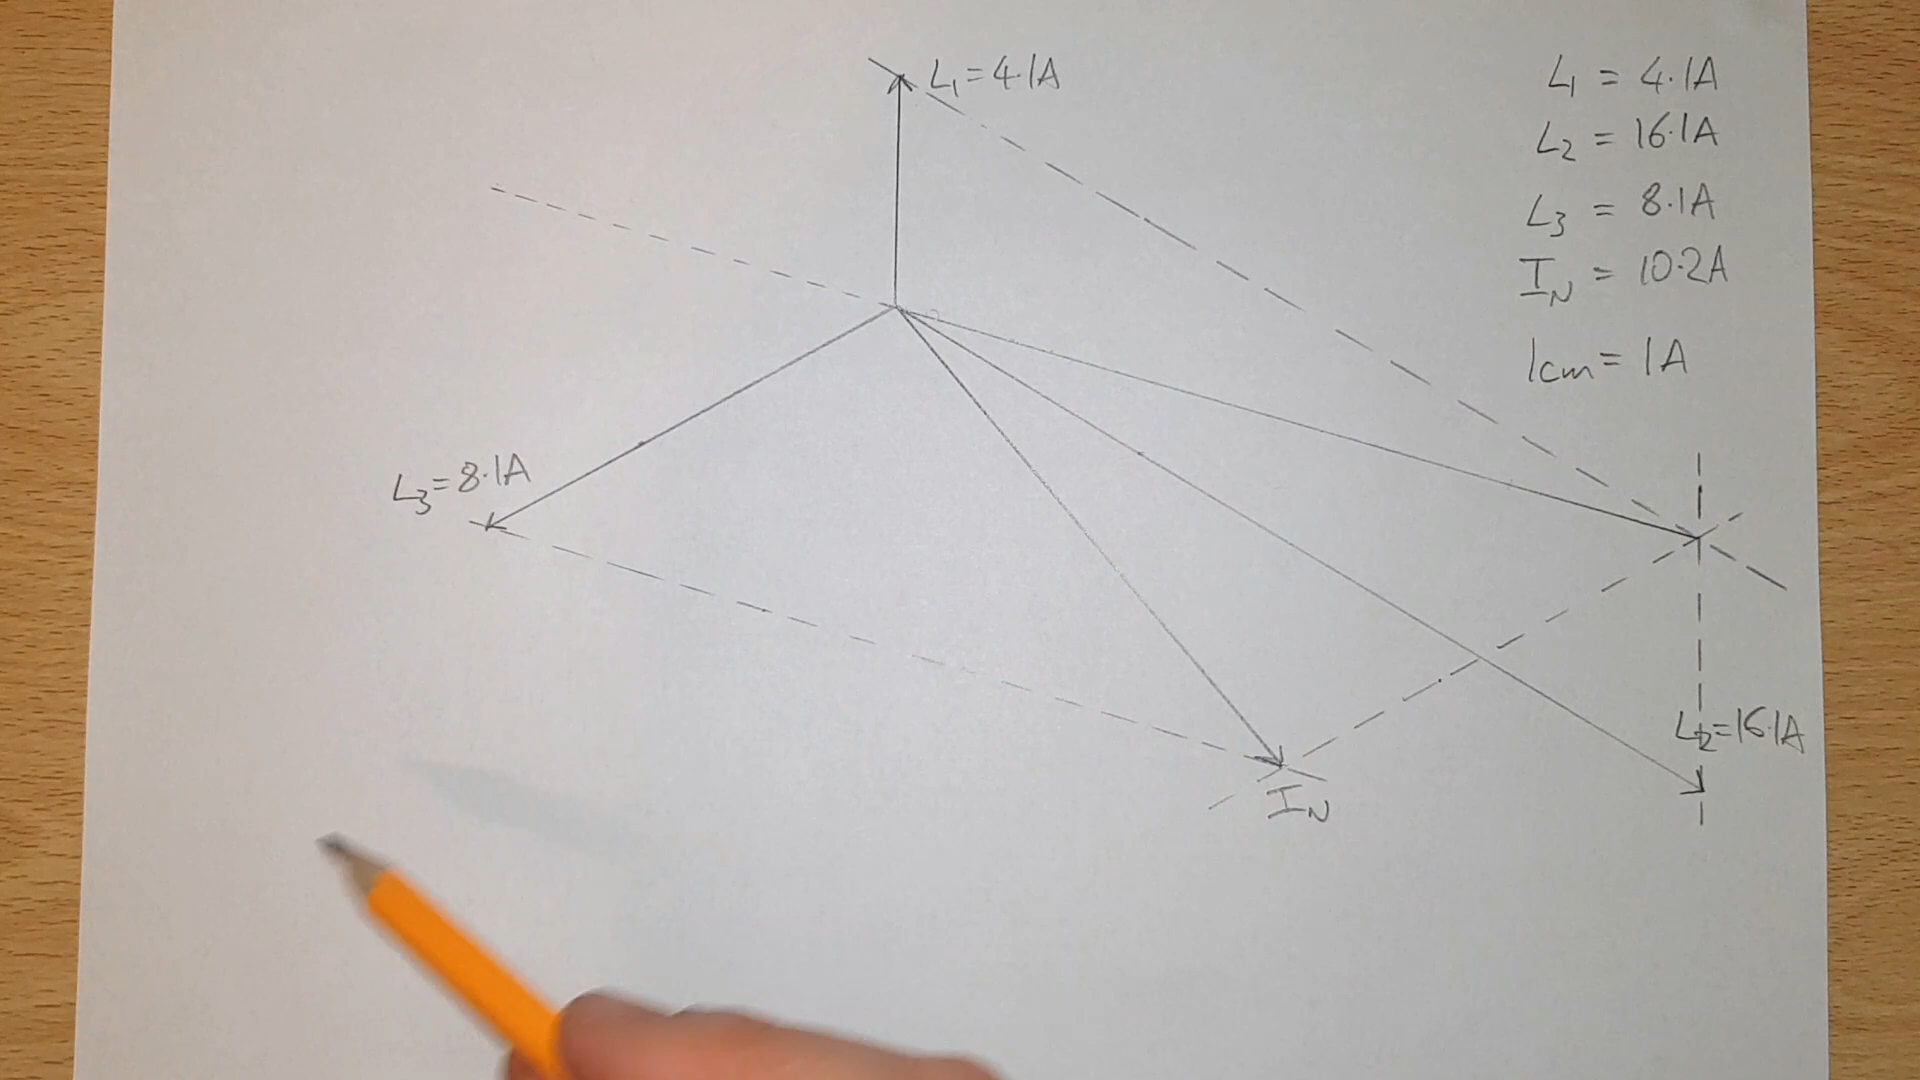 L1 = 4.1A
L1 = 4.1A
L2 = 16.1A
L3 = 8.1A
IN = 10.2A
1cm = 1A
L3 = 8.1A
L2 = 16.1A
IN